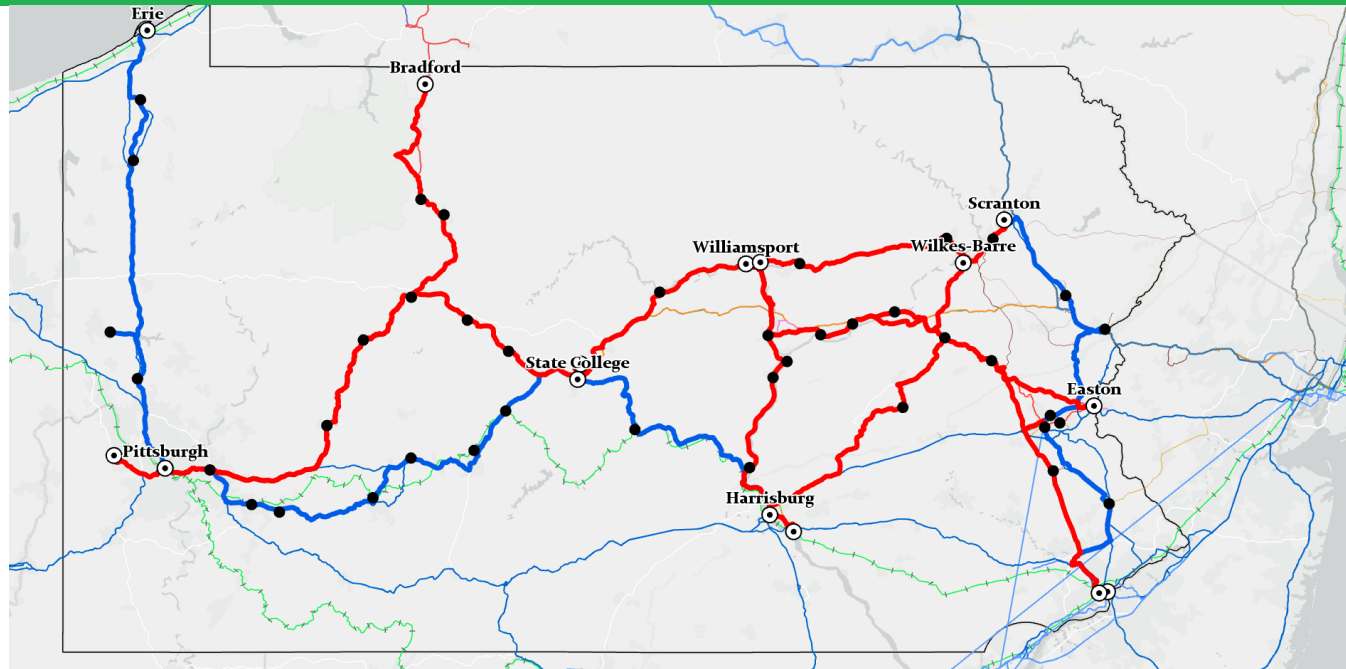 Erie
Bradford
Scranton
Williamsport
Wilkes-Barre
State College
Easton
Pittsburgh
Harrisburg